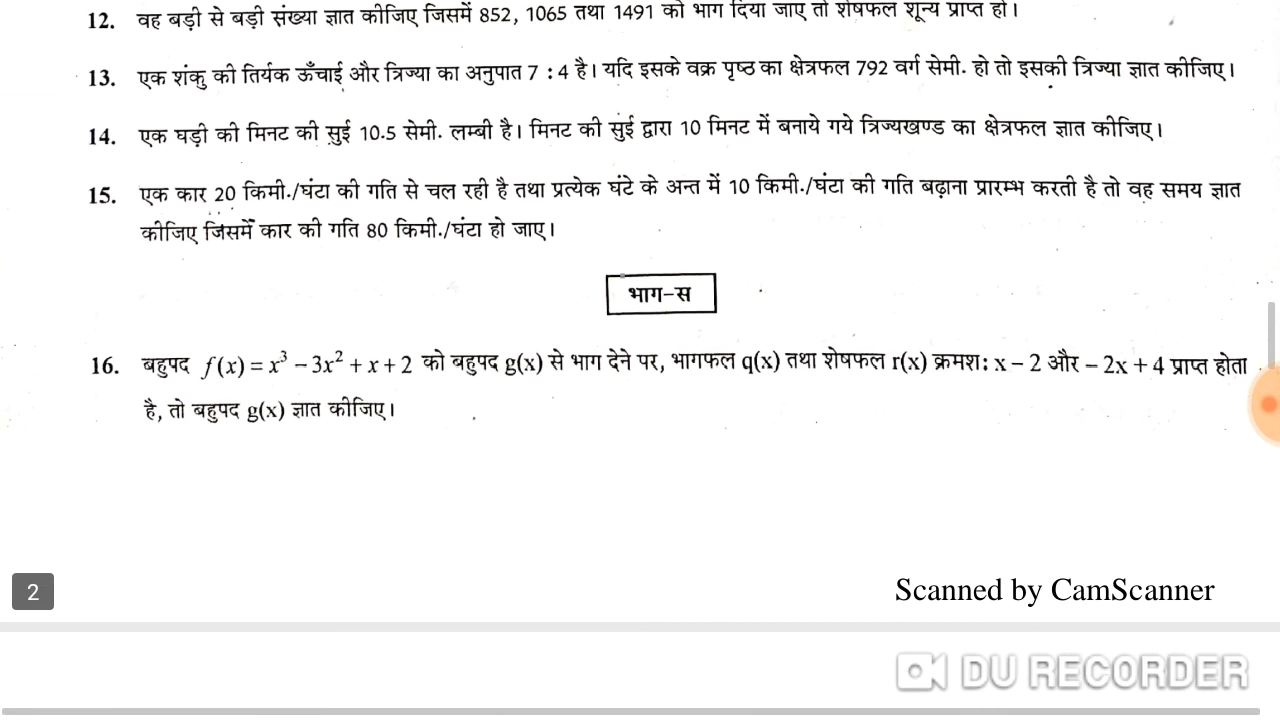 12. वह बड़ी से बड़ी संख्या ज्ञात कीजिए जिसमें 852, 1065 तथा 1491 को भाग दिया जाए तो शेषफल शून्य प्राप्त हो।
13. एक शंकु की तिर्यक ऊँचाई और त्रिज्या का अनुपात 7 : 4 है। यदि इसके वक्र पृष्ठ का क्षेत्रफल 792 वर्ग सेमी. हो तो इसकी त्रिज्या ज्ञात कीजिए।
14. एक घड़ी की मिनट की सुई 10.5 सेमी. लम्बी है। मिनट की सुंई द्वारा 10 मिनट में बनाये गये त्रिज्यखण्ड का क्षेत्रफल ज्ञात कीजिए।
15. एक कार 20 किमी./घंटा की गति से चल रही है तथा प्रत्येक घंटे के अन्त में 10 किमी./घंटा की गति बढ़ाना प्रारम्भ करती है तो वह समय ज्ञात
कीजिए जिसमें कार की गति 80 किमी./घंटा हो जाए।
भाग-स
16. बहुपद f(x) = x³ − 3x² + x + 2 को बहुपद g(x) से भाग देने पर, भागफल q(x) तथा शेषफल r(x) क्रमश: x – 2 और – 2x + 4 प्राप्त होता
है, तो बहुपद g(x) ज्ञात कीजिए।
2
Scanned by CamScanner
DU RECORDER